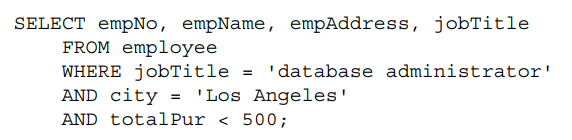 SELECT empNo, empName, empAddress, jobTitle
FROM employee
WHERE jobTitle = 'database administrator'
AND city = 'Los Angeles'
AND totalPur < 500;